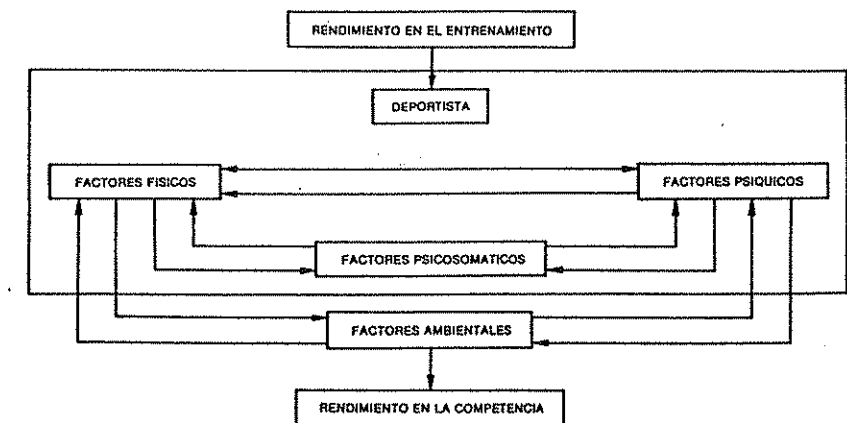 RENDIMIENTO EN EL ENTRENAMIENTO
DEPORTISTA
FACTORES FISICOS
FACTORES PSIQUICOS
FACTORES PSICOSOMATICOS
FACTORES AMBIENTALES
RENDIMIENTO EN LA COMPETENCIA